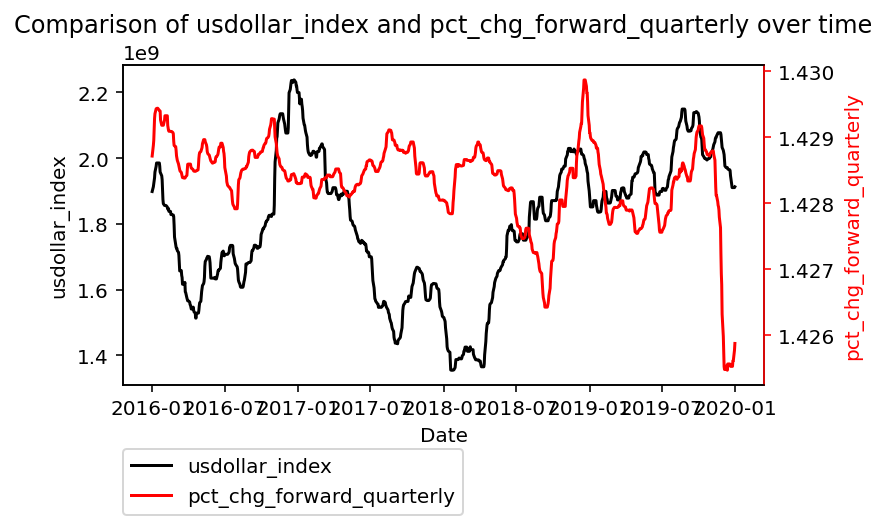 Comparison of usdollar_index and pct_chg_forward_quarterly over time
1e9
2.2
2.0
1.8
1.6
1.4
usdollar_index
1.430
1.429
1.428
1.427
1.426
pct_chg_forward_quarterly
2016-01
2016-07
2017-01
2017-07
2018-01
2018-07
2019-01
2019-07
2020-01
Date
usdollar_index
pct_chg_forward_quarterly